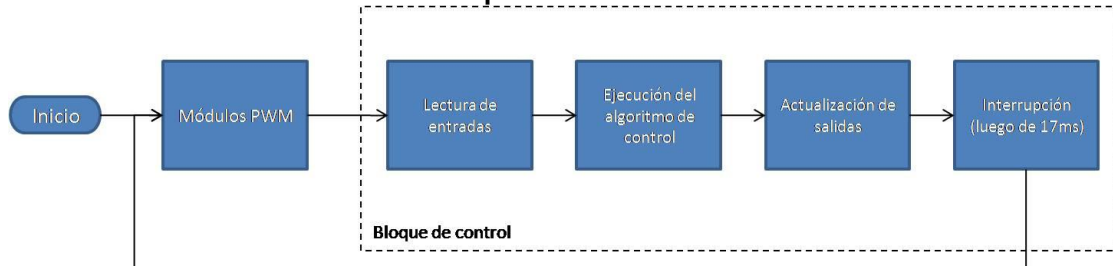 Inicio
Módulos PWM
Lectura de
entradas
Ejecución del
algoritmo de
control
Actualización de
salidas
Interrupción
(luego de 17ms)
Bloque de control